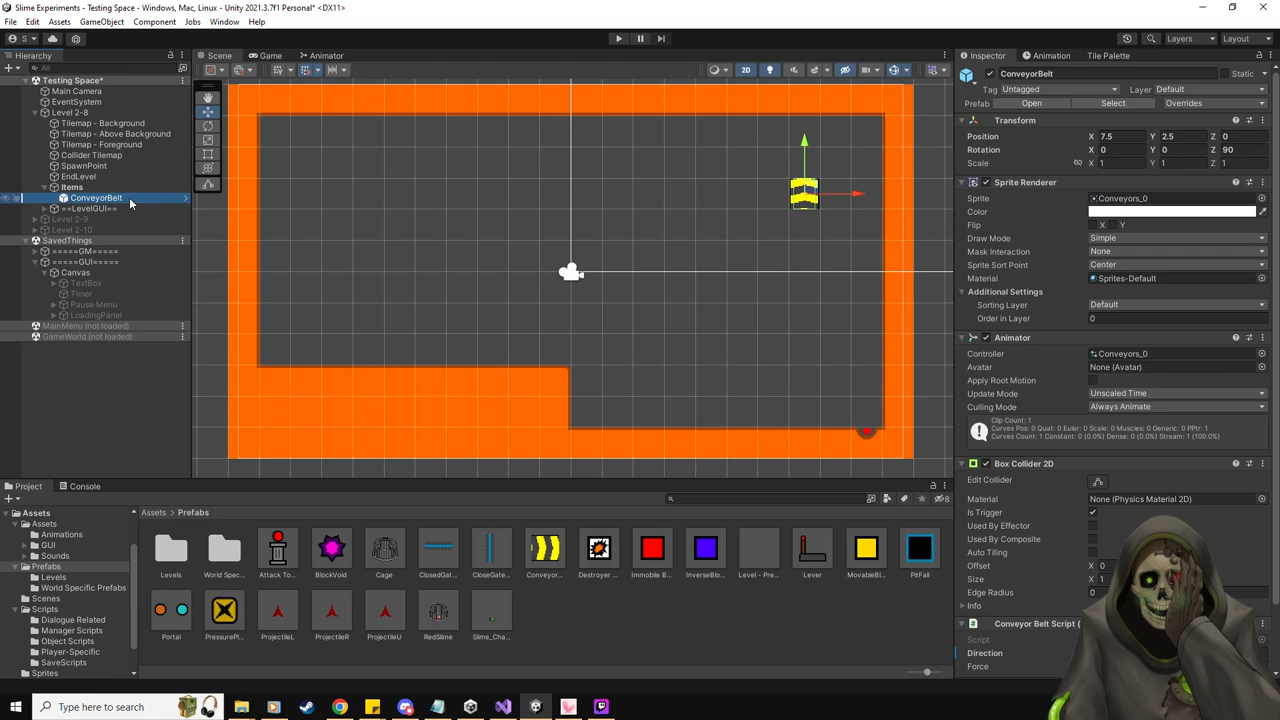 Slime Experiments - Testing Space - Windows, Mac, Linux - Unity 2021.3.7f1 Personal* <DX11>
File Edit Assets GameObject Component Jobs Window Help
S Layers Layout
Hierarchy Scene Game Animator Inspector Animation Tile Palette
All 2D
Testing Space*
Main Camera
EventSystem
Level 2-8
Tilemap - Background
Tilemap - Above Background
Tilemap - Foreground
Collider Tilemap
SpawnPoint
EndLevel
Items
ConveyorBelt
==LevelGUI==
Level 2-9
Level 2-10
SavedThings
=====GM=====
=====GUI=====
Canvas
TextBox
Timer
Pause Menu
LoadingPanel
MainMenu (not loaded)
GameWorld (not loaded)
ConveyorBelt Static
Tag Untagged Layer Default
Prefab Open Select Overrides
Transform
Position X 7.5 Y 2.5 Z 0
Rotation X 0 Y 0 Z 90
Scale X 1 Y 1 Z 1
Sprite Renderer
Sprite Conveyors_0
Color
Flip X Y
Draw Mode Simple
Mask Interaction None
Sprite Sort Point Center
Material Sprites-Default
Additional Settings
Sorting Layer Default
Order in Layer 0
Animator
Controller Conveyors_0
Avatar None (Avatar)
Apply Root Motion
Update Mode Unscaled Time
Culling Mode Always Animate
Clip Count: 1
Curves Pos: 0 Quat: 0 Euler: 0 Scale: 0 Muscles: 0 Generic: 0 PPtr: 1
Curves Count: 1 Constant: 0 (0.0%) Dense: 0 (0.0%) Stream: 1 (100.0%)
Box Collider 2D
Edit Collider
Material None (Physics Material 2D)
Is Trigger
Used By Effector
Used By Composite
Auto Tiling
Offset X 0
Size X 1
Edge Radius 0
Info
Conveyor Belt Script (
Script
Direction
Force
Project Console
8
Assets
Assets
Animations
GUI
Sounds
Prefabs
Levels
World Specific Prefabs
Scenes
Scripts
Dialogue Related
Manager Scripts
Object Scripts
Player-Specific
SaveScripts
Sprites
Assets > Prefabs
Levels World Spec... Attack To... BlockVoid Cage ClosedGat... CloseGate... Conveyor... Destroyer ... Immobile B... InverseBlo... Level - Pre... Lever MovableBl... PitFall
Portal PressurePl... ProjectileL ProjectileR ProjectileU RedSlime Slime_Cha...
Type here to search